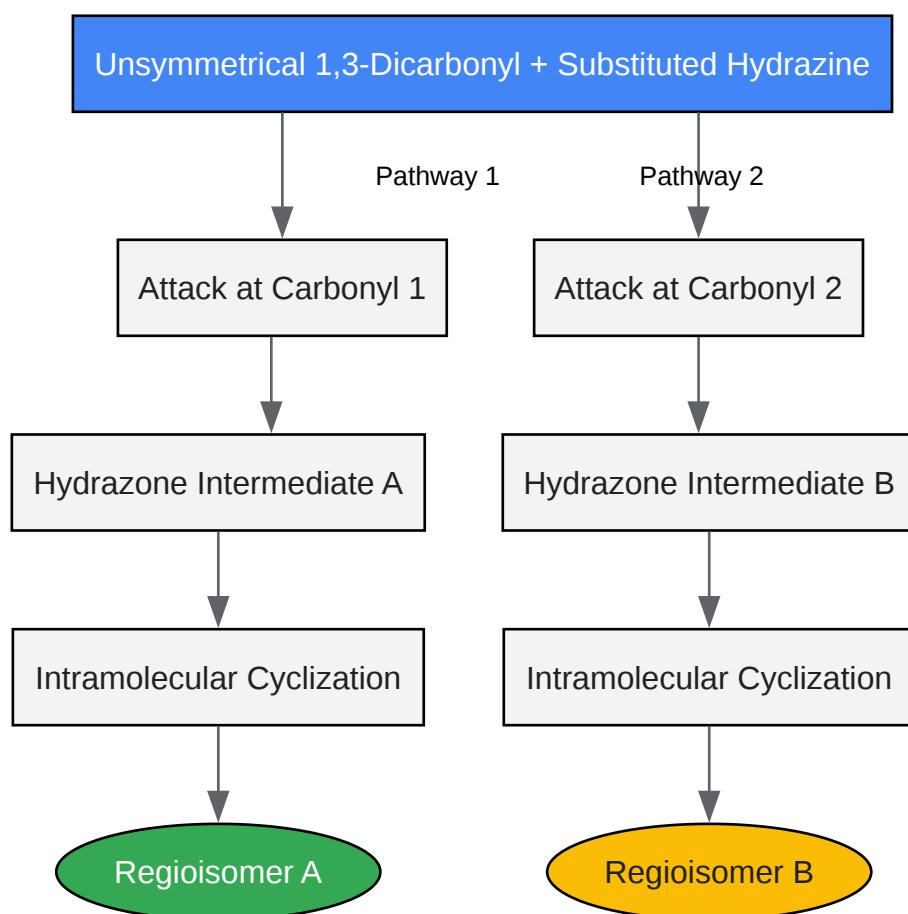 Unsymmetrical 1,3-Dicarbonyl + Substituted Hydrazine
Pathway 1
Pathway 2
Attack at Carbonyl 1
Attack at Carbonyl 2
Hydrazone Intermediate A
Hydrazone Intermediate B
Intramolecular Cyclization
Intramolecular Cyclization
Regioisomer A
Regioisomer B